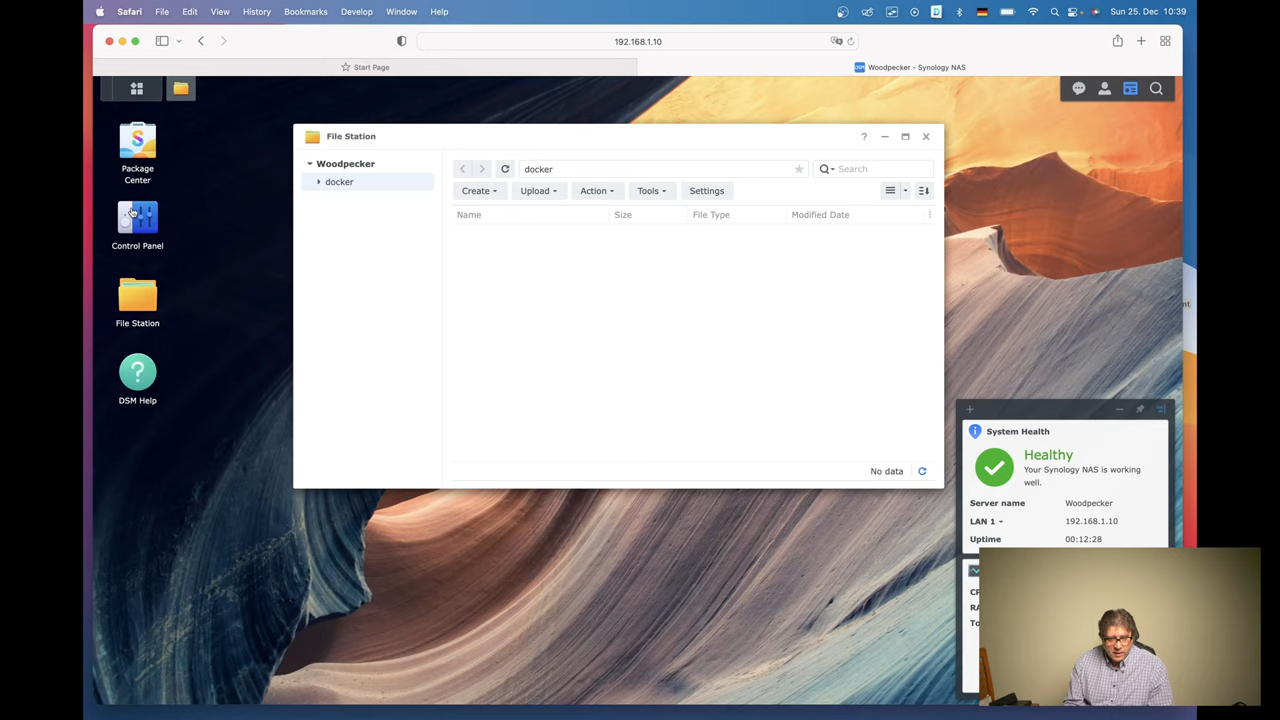 Safari File Edit View History Bookmarks Develop Window Help Sun 25. Dec 10:39
192.168.1.10
Start Page
Woodpecker - Synology NAS
Package
Center
Control Panel
File Station
DSM Help
File Station
Woodpecker
docker
docker
Search
Create Upload Action Tools Settings
Name Size File Type Modified Date
No data
System Health
Healthy
Your Synology NAS is working
well.
Server name Woodpecker
LAN 1 192.168.1.10
Uptime 00:12:28